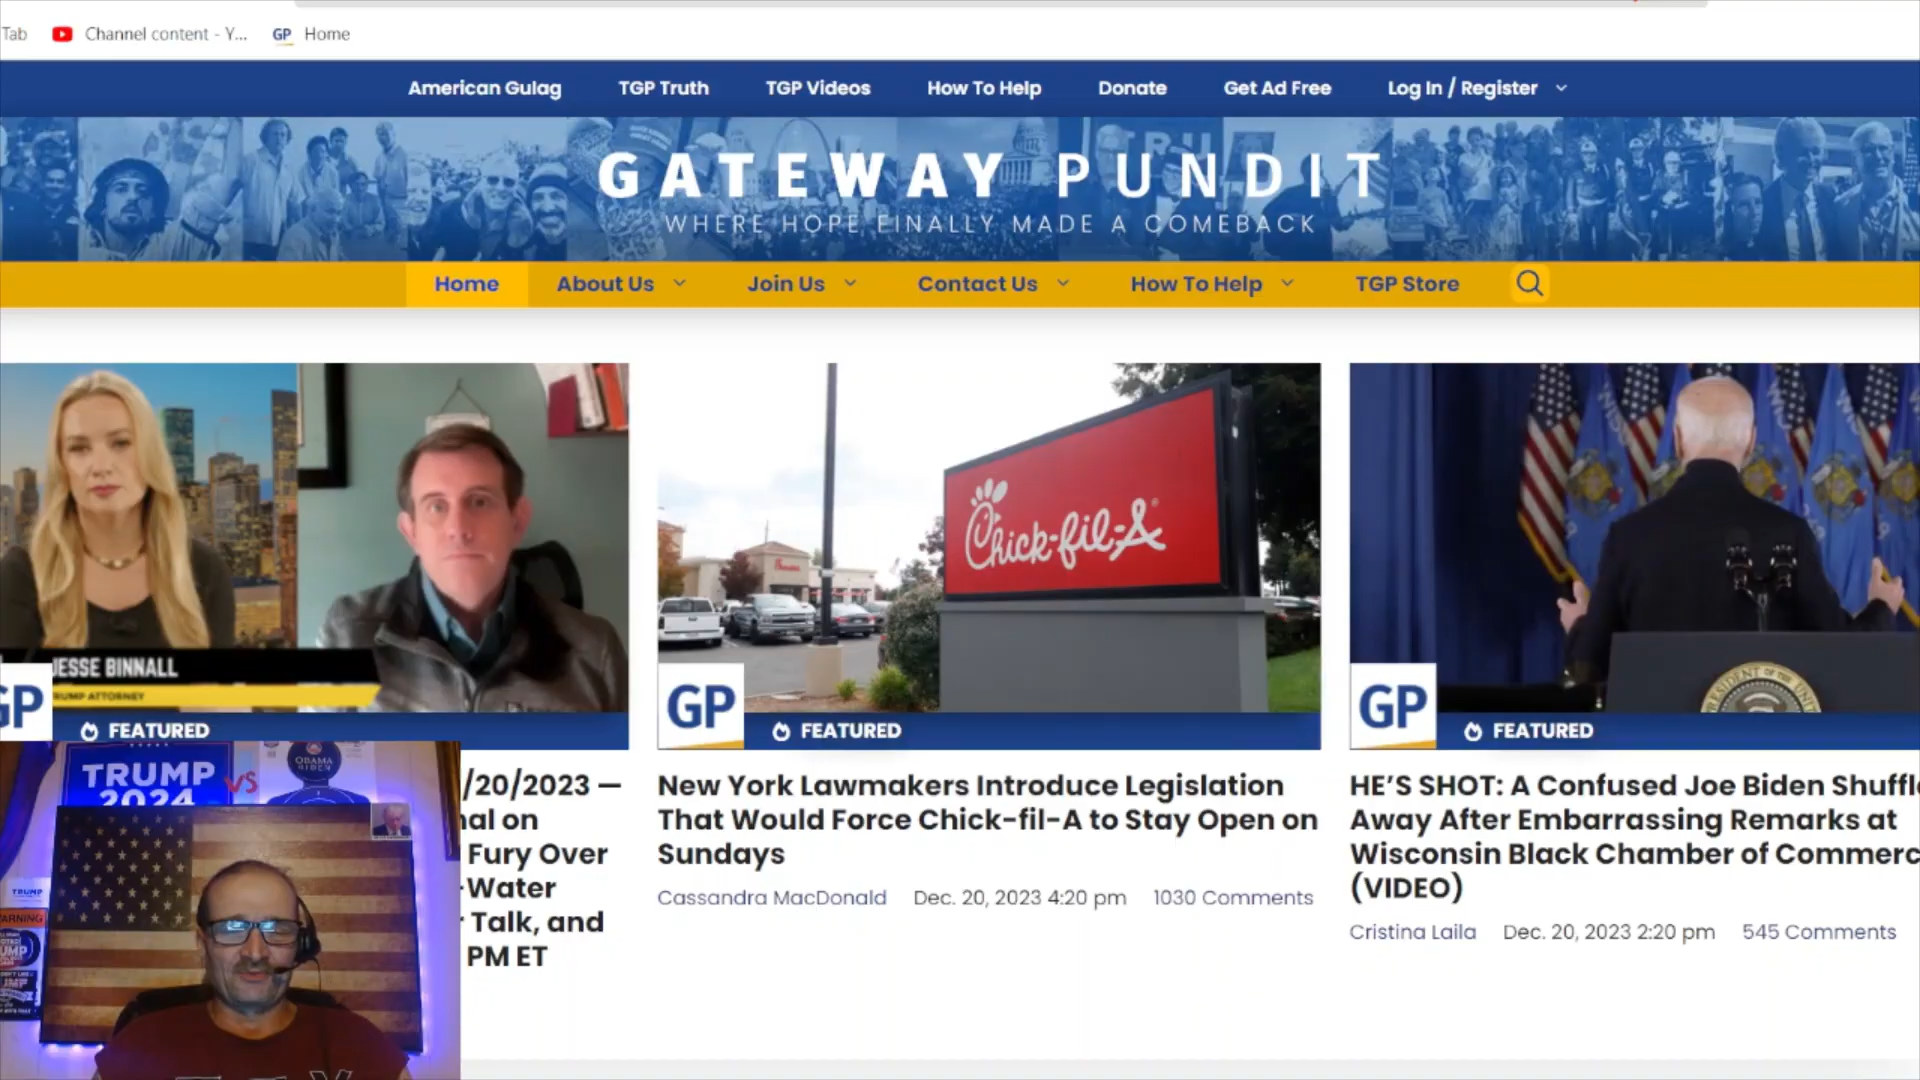 Tab Channel content - Y... GP Home
American Gulag TGP Truth TGP Videos How To Help Donate Get Ad Free Log In / Register
GATEWAY PUNDIT
WHERE HOPE FINALLY MADE A COMEBACK
Home About Us Join Us Contact Us How To Help TGP Store
JESSE BINNALL
TRUMP ATTORNEY
Chick-fil-A
GP FEATURED
GP FEATURED
GP FEATURED
/20/2023 —
nal on
Fury Over
-Water
Talk, and
PM ET
New York Lawmakers Introduce Legislation
That Would Force Chick-fil-A to Stay Open on
Sundays
Cassandra MacDonald Dec. 20, 2023 4:20 pm 1030 Comments
HE'S SHOT: A Confused Joe Biden Shuffle
Away After Embarrassing Remarks at
Wisconsin Black Chamber of Commerc
(VIDEO)
Cristina Laila Dec. 20, 2023 2:20 pm 545 Comments
TRUMP
2024
VS
OBAMA
BIDEN
TRUMP
WARNING